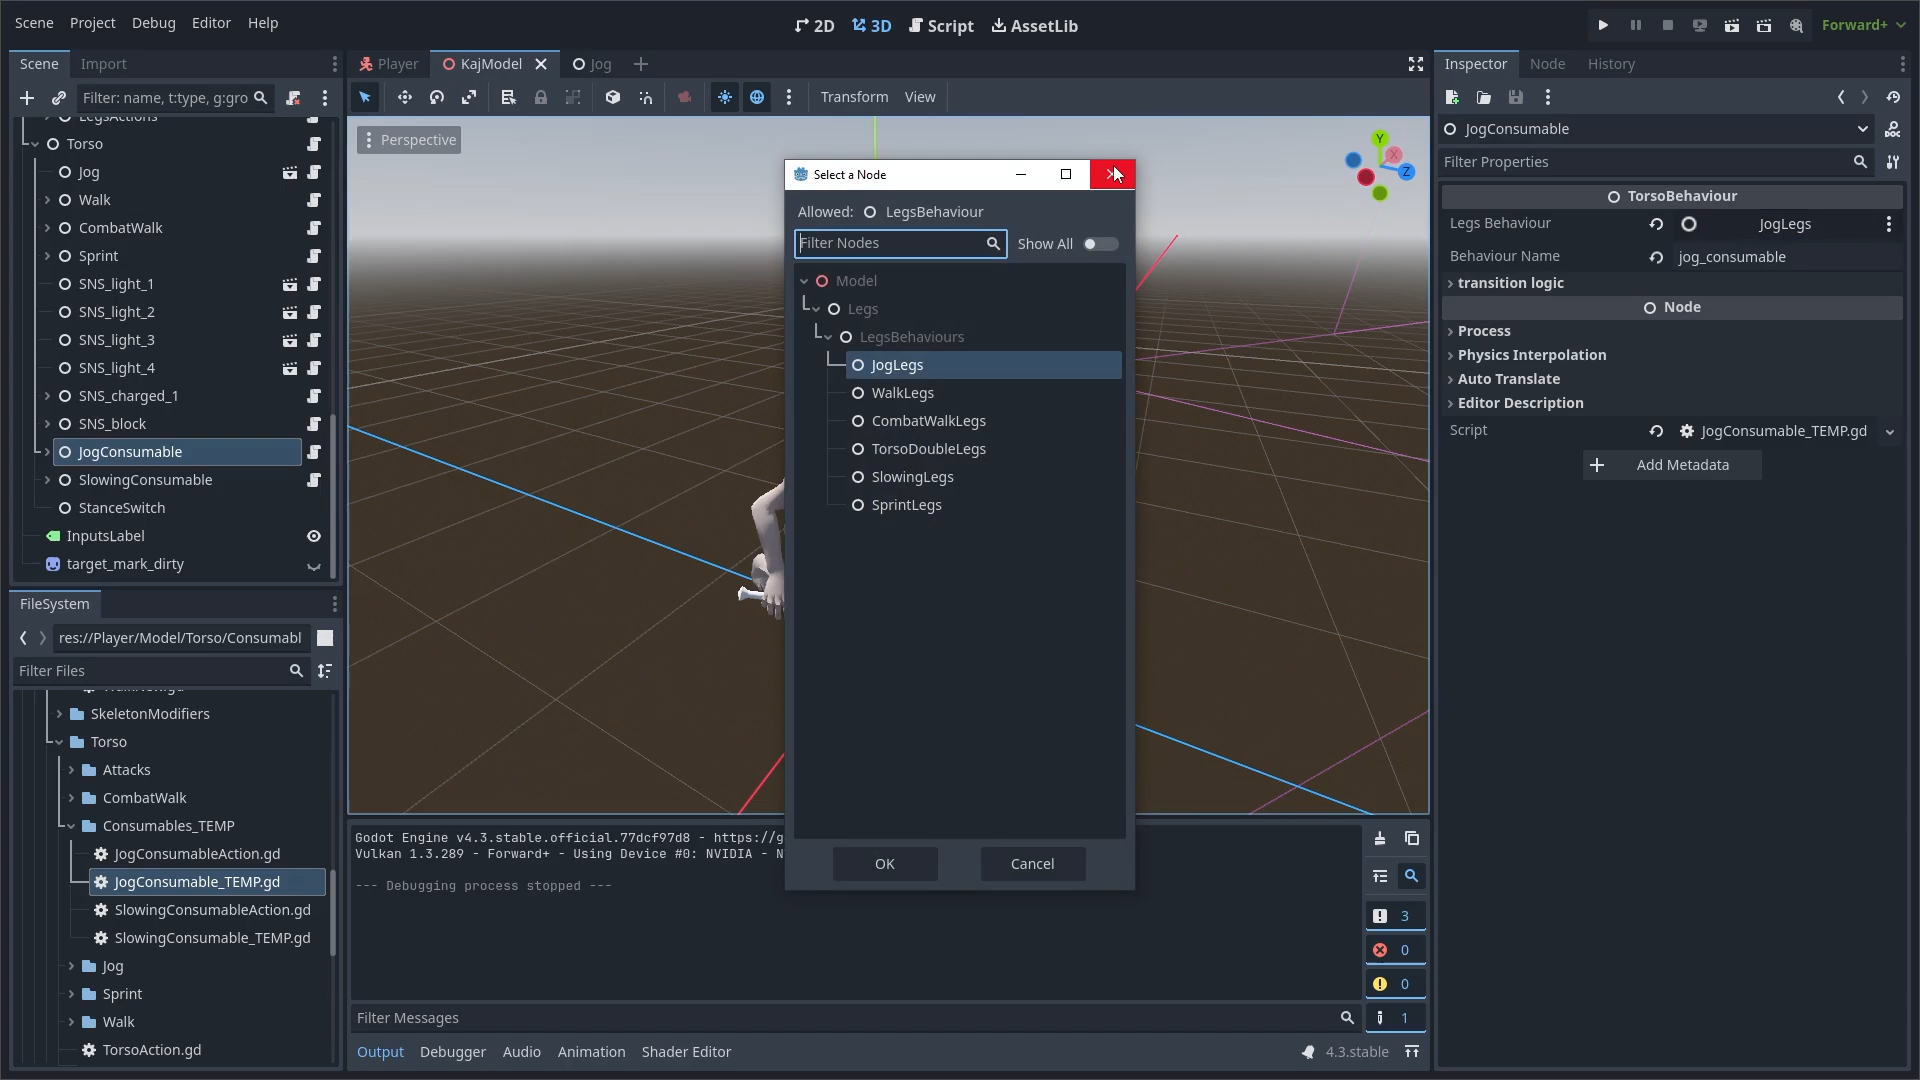 Scene Project Debug Editor Help
2D 3D Script AssetLib
Forward+
Scene Import
Filter: name, t:type, g:gro
LegsActions
Torso
Jog
Walk
CombatWalk
Sprint
SNS_light_1
SNS_light_2
SNS_light_3
SNS_light_4
SNS_charged_1
SNS_block
JogConsumable
SlowingConsumable
StanceSwitch
InputsLabel
target_mark_dirty
FileSystem
res://Player/Model/Torso/Consumabl
Filter Files
SkeletonModifiers
Torso
Attacks
CombatWalk
Consumables_TEMP
JogConsumableAction.gd
JogConsumable_TEMP.gd
SlowingConsumableAction.gd
SlowingConsumable_TEMP.gd
Jog
Sprint
Walk
TorsoAction.gd
Player KajModel Jog
Transform View
Perspective
Y
X
Z
Select a Node
Allowed: LegsBehaviour
Filter Nodes Show All
Model
Legs
LegsBehaviours
JogLegs
WalkLegs
CombatWalkLegs
TorsoDoubleLegs
SlowingLegs
SprintLegs
OK Cancel
Godot Engine v4.3.stable.official.77dcf97d8 - https://g
Vulkan 1.3.289 - Forward+ - Using Device #0: NVIDIA - N
--- Debugging process stopped ---
3
0
0
1
Filter Messages
Output Debugger Audio Animation Shader Editor
4.3.stable
Inspector Node History
JogConsumable
Filter Properties
TorsoBehaviour
Legs Behaviour JogLegs
Behaviour Name jog_consumable
transition logic
Node
Process
Physics Interpolation
Auto Translate
Editor Description
Script JogConsumable_TEMP.gd
Add Metadata